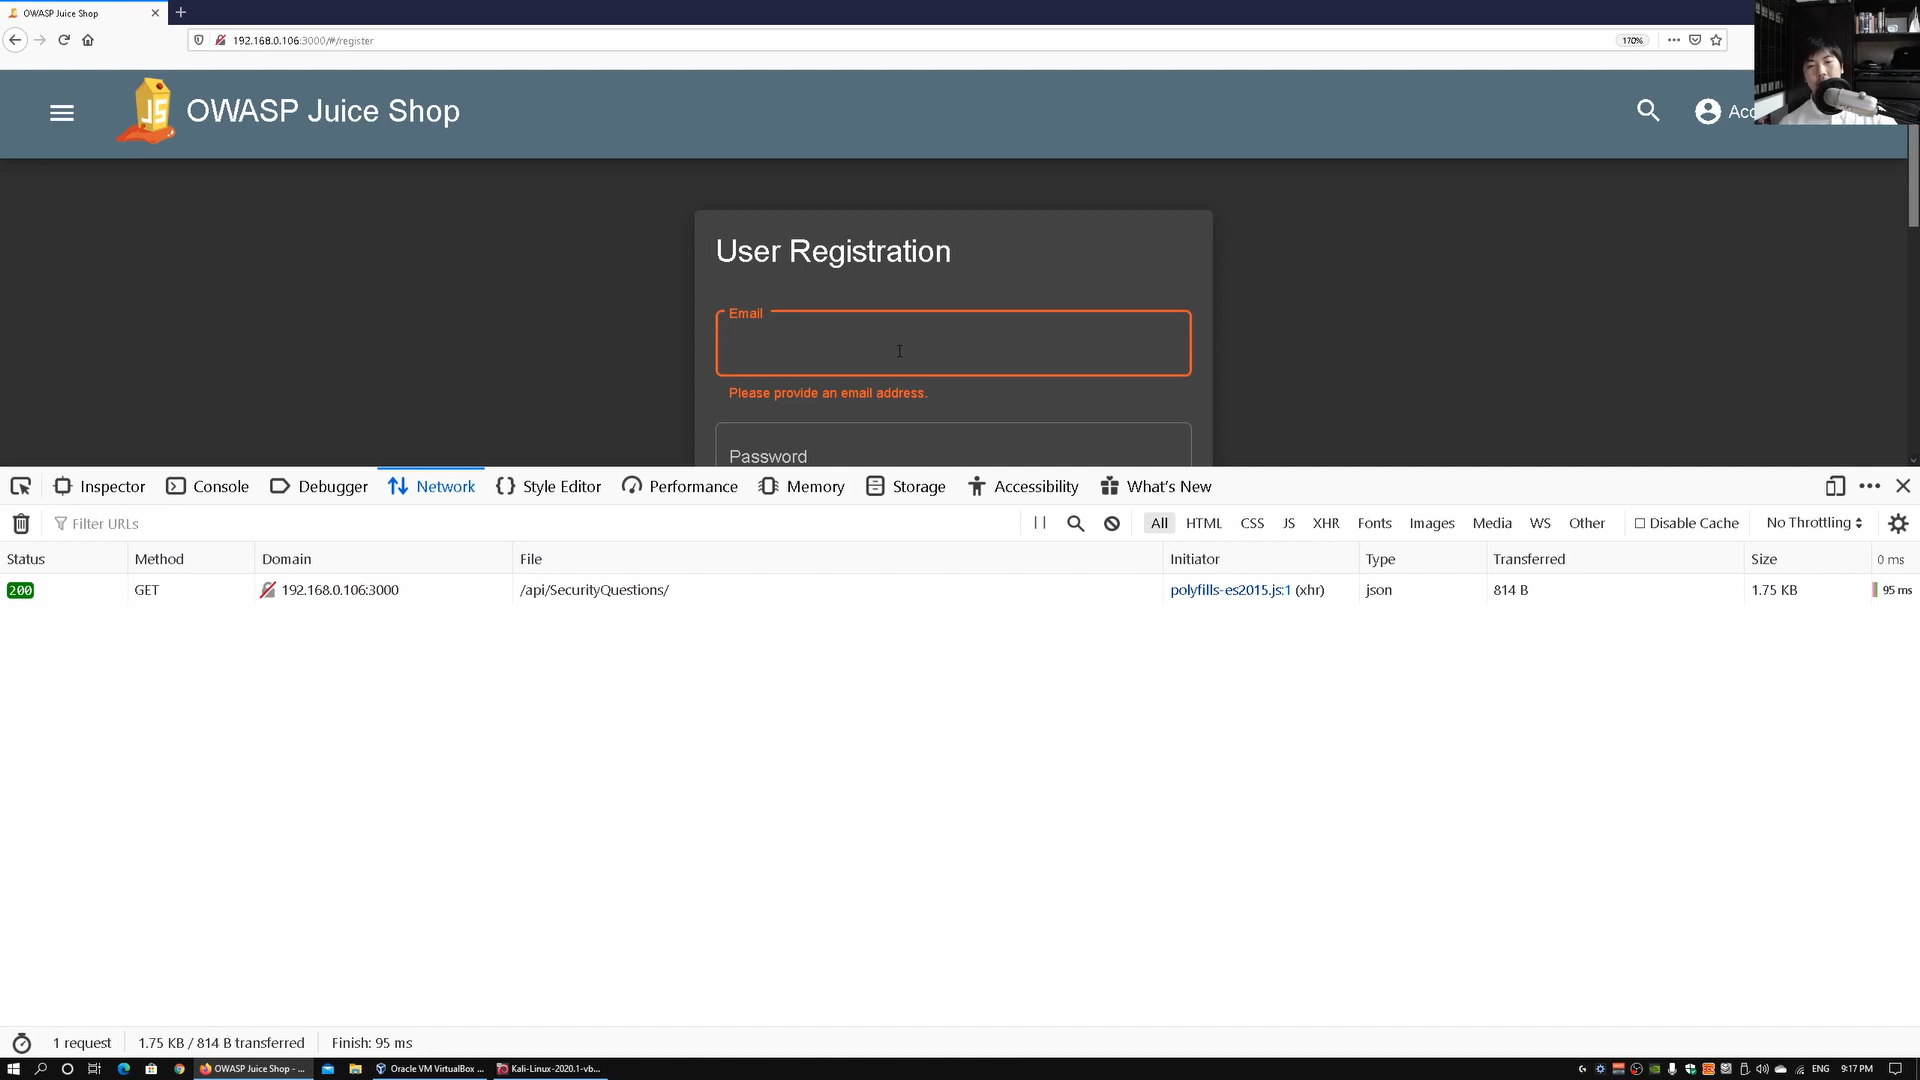 OWASP Juice Shop
192.168.0.106:3000/#/register
170%
JS
OWASP Juice Shop
Acc
User Registration
Email
Please provide an email address.
Password
Inspector Console Debugger Network Style Editor Performance Memory Storage Accessibility What's New
Filter URLs
All HTML CSS JS XHR Fonts Images Media WS Other Disable Cache No Throttling
Status Method Domain File Initiator Type Transferred Size 0 ms
200 GET 192.168.0.106:3000 /api/SecurityQuestions/ polyfills-es2015.js:1 (xhr) json 814 B 1.75 KB 95 ms
1 request 1.75 KB / 814 B transferred Finish: 95 ms
OWASP Juice Shop - ... Oracle VM VirtualBox ... Kali-Linux-2020.1-vb... ENG 9:17 PM